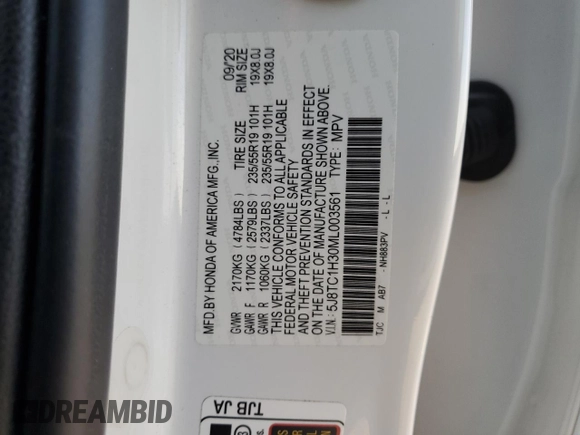 MFD.BY HONDA OF AMERICA MFG.,INC. 09/20
TIRE SIZE RIM SIZE
GVWR 2170KG (4784LBS)
GAWR F 1170KG (2579LBS) 235/55R19 101H 19X8.0J
GAWR R 1060KG (2337LBS) 235/55R19 101H 19X8.0J
THIS VEHICLE CONFORMS TO ALL APPLICABLE
FEDERAL MOTOR VEHICLE SAFETY
AND THEFT PREVENTION STANDARDS IN EFFECT
ON THE DATE OF MANUFACTURE SHOWN ABOVE.
V.I.N.: 5J8TC1H30ML003561 TYPE: MPV
TJC M AB7 - NH883PV - L - L
TJB JA
DREAMBID